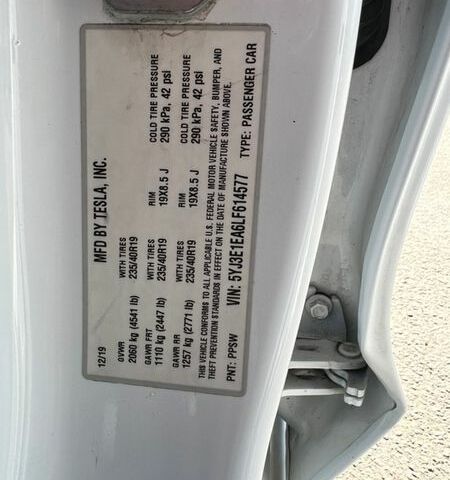 MFD BY TESLA, INC.
12/19
GVWR
2060 kg (4541 lb)
WITH TIRES
235/40R19
RIM
19X8.5 J
COLD TIRE PRESSURE
290 kPa, 42 psi
GAWR FRT
1110 kg (2447 lb)
WITH TIRES
235/40R19
RIM
19X8.5 J
COLD TIRE PRESSURE
290 kPa, 42 psi
GAWR RR
1257 kg (2771 lb)
WITH TIRES
235/40R19
THIS VEHICLE CONFORMS TO ALL APPLICABLE U.S. FEDERAL MOTOR VEHICLE SAFETY, BUMPER, AND
THEFT PREVENTION STANDARDS IN EFFECT ON THE DATE OF MANUFACTURE SHOWN ABOVE.
PNT: PPSW VIN: 5YJ3E1EA6LF614577 TYPE: PASSENGER CAR